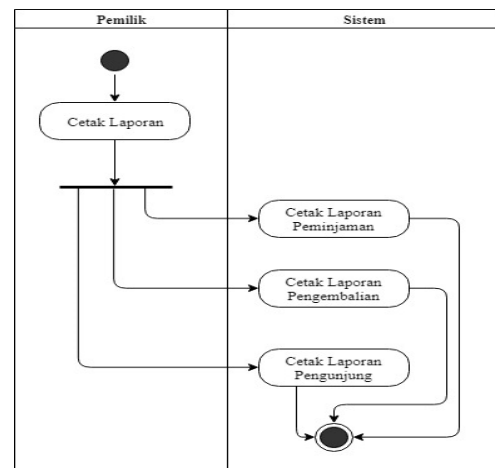 Pemilik
Sistem
Cetak Laporan
Cetak Laporan
Peminjaman
Cetak Laporan
Pengembalian
Cetak Laporan
Pengunjung